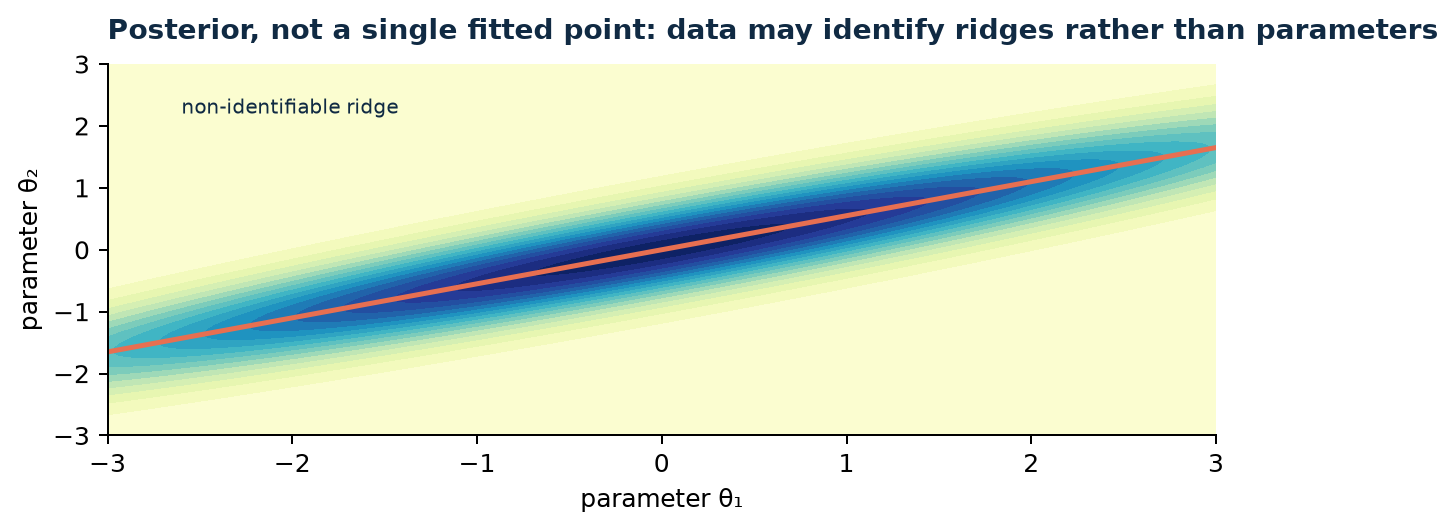 Posterior, not a single fitted point: data may identify ridges rather than parameters
3
non-identifiable ridge
2
1
0
−1
−2
−3
parameter θ₂
−3 −2 −1 0 1 2 3
parameter θ₁